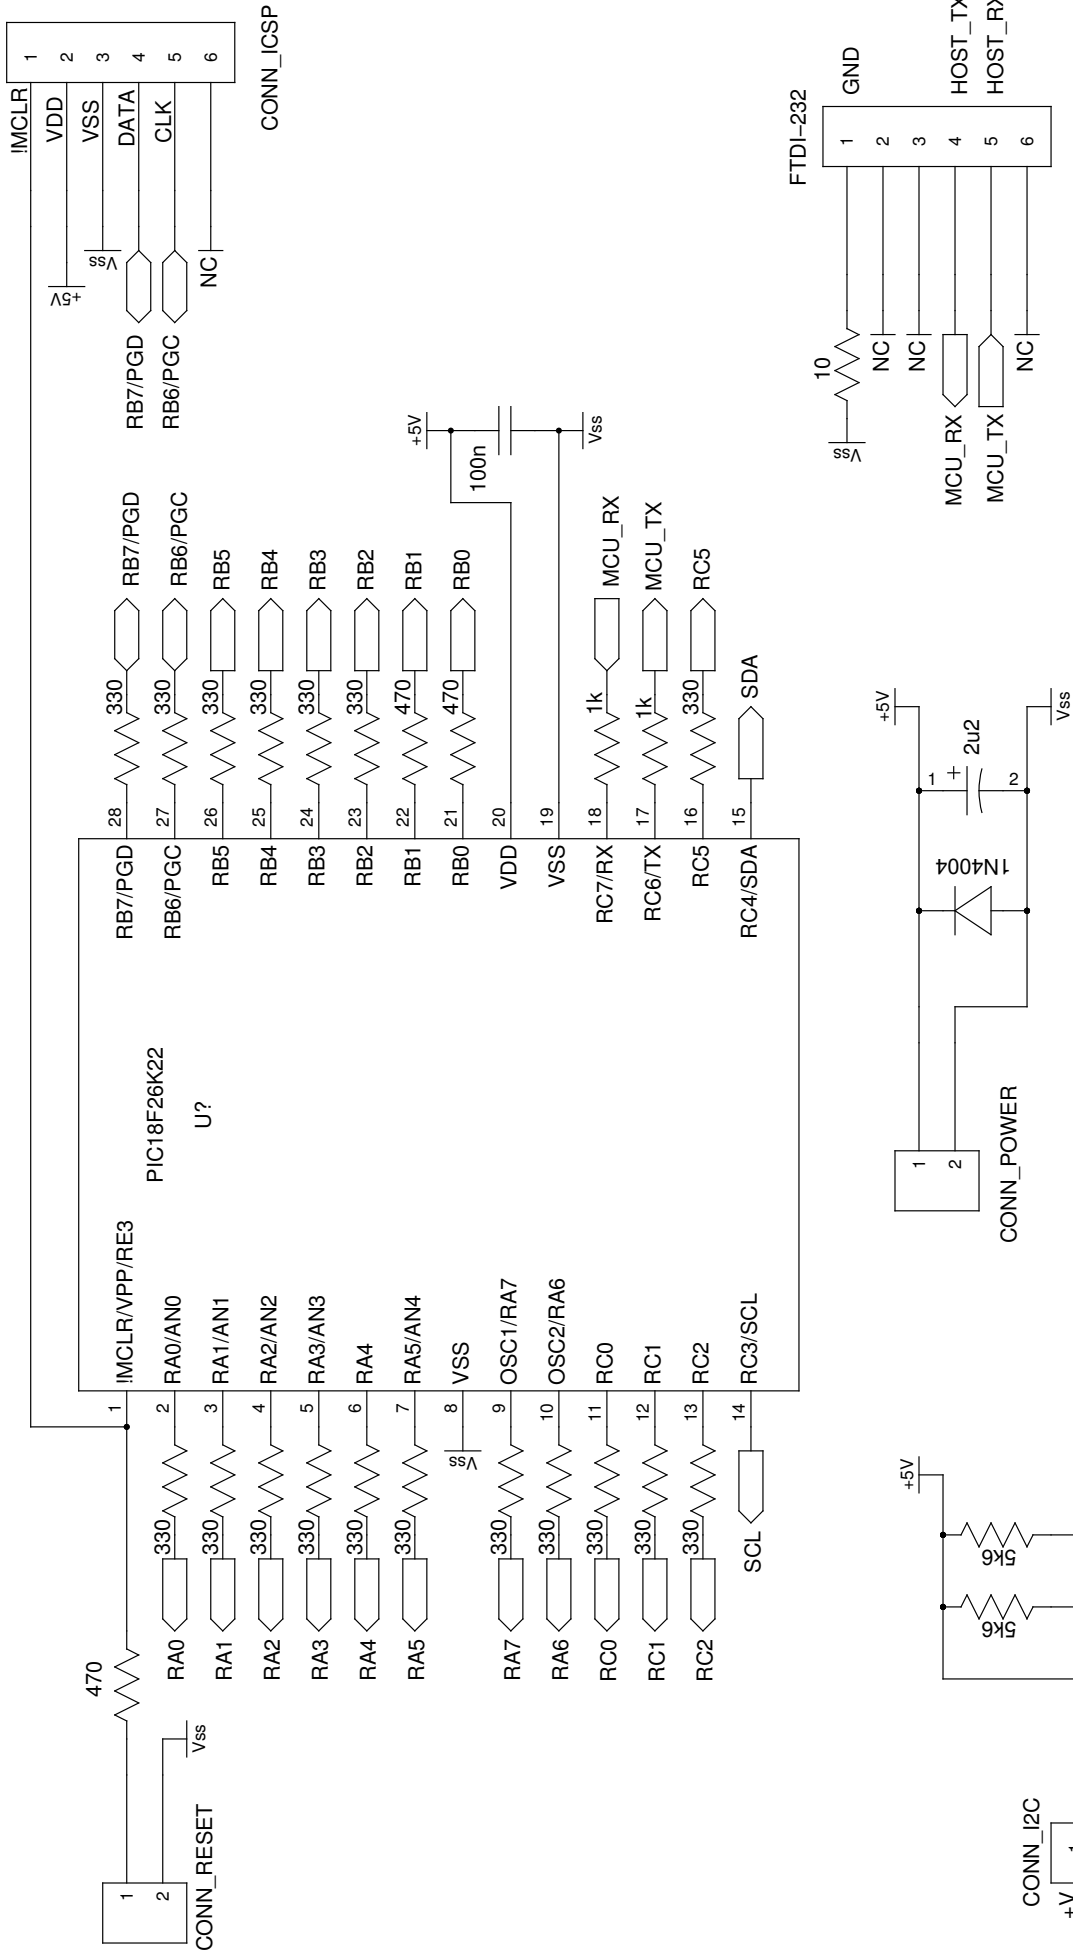 CONN_ICSP
1
2
3
4
5
6
!MCLR
VDD
VSS
DATA
CLK
+5V
Vss
NC
RB7/PGD
RB6/PGC
FTDI-232
1
2
3
4
5
6
GND
HOST_TX
HOST_RX
10
Vss
NC
NC
MCU_RX
MCU_TX
NC
PIC18F26K22
U?
RB7/PGD 28 330 RB7/PGD
RB6/PGC 27 330 RB6/PGC
RB5 26 330 RB5
RB4 25 330 RB4
RB3 24 330 RB3
RB2 23 330 RB2
RB1 22 470 RB1
RB0 21 470 RB0
VDD 20
VSS 19
+5V
100n
Vss
RC7/RX 18 1k MCU_RX
RC6/TX 17 1k MCU_TX
RC5 16 330 RC5
RC4/SDA 15 SDA
!MCLR/VPP/RE3 1
RA0 330 2 RA0/AN0
RA1 330 3 RA1/AN1
RA2 330 4 RA2/AN2
RA3 330 5 RA3/AN3
RA4 330 6 RA4
RA5 330 7 RA5/AN4
Vss 8 VSS
RA7 330 9 OSC1/RA7
RA6 330 10 OSC2/RA6
RC0 330 11 RC0
RC1 330 12 RC1
RC2 330 13 RC2
SCL 14 RC3/SCL
470
CONN_RESET
1
2
Vss
CONN_POWER
1
2
1N4004
+5V
1
+
2u2
2
Vss
+5V
5k6
5k6
CONN_I2C
+V